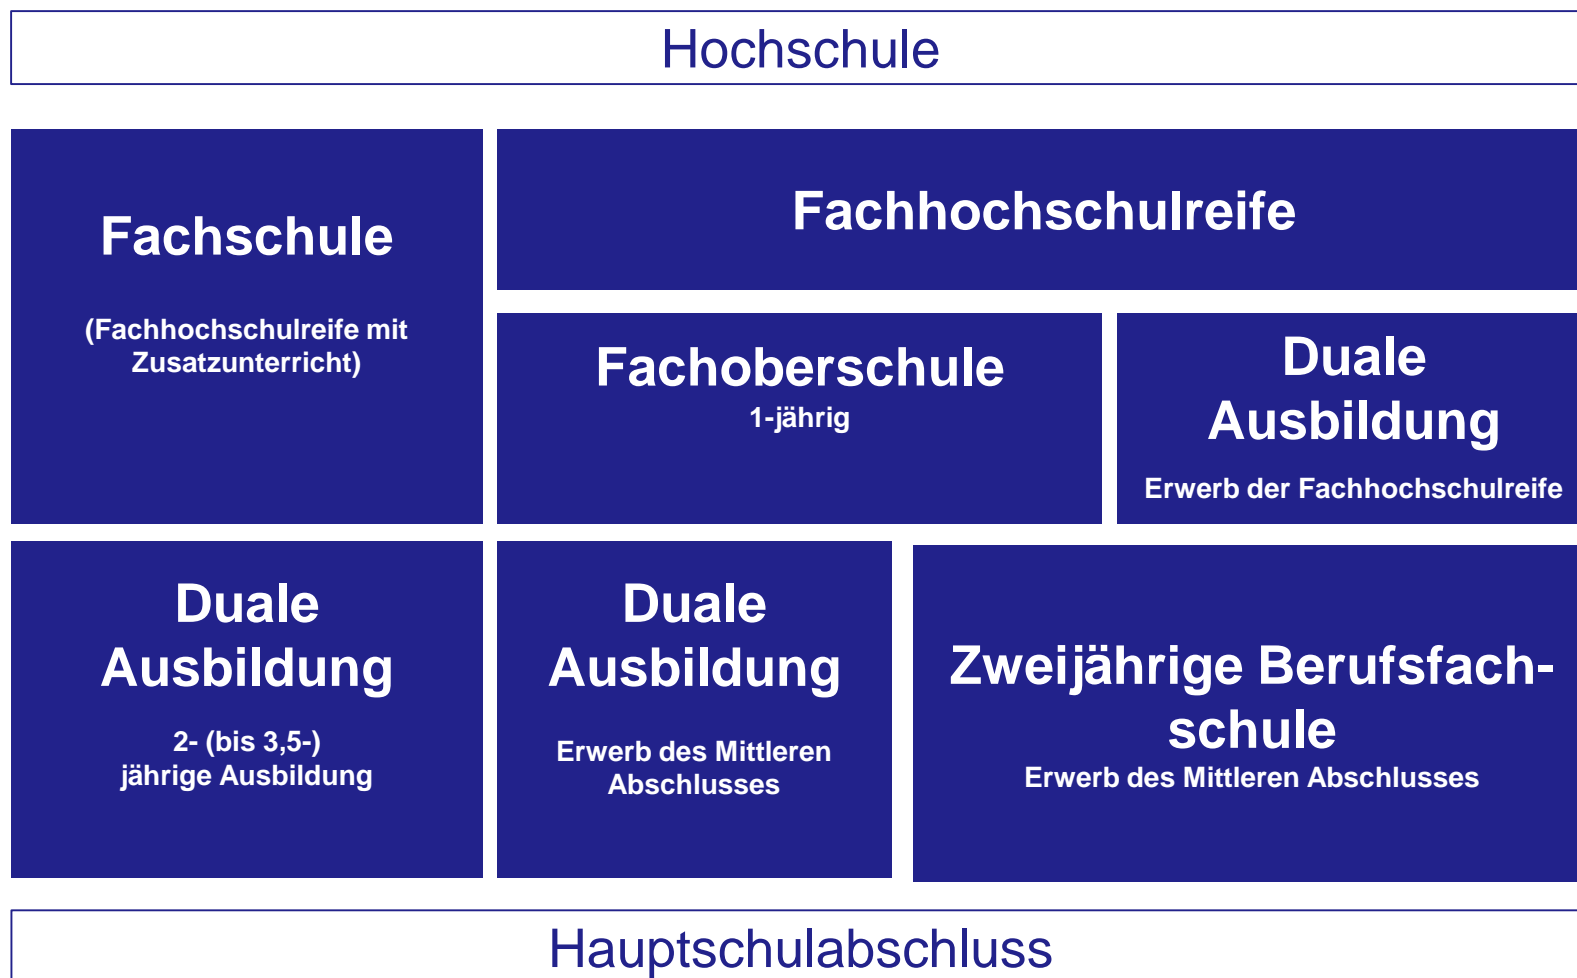 Hochschule
Fachschule
(Fachhochschulreife mit
Zusatzunterricht)
Fachhochschulreife
Fachoberschule
1-jährig
Duale
Ausbildung
Erwerb der Fachhochschulreife
Duale
Ausbildung
2- (bis 3,5-)
jährige Ausbildung
Duale
Ausbildung
Erwerb des Mittleren
Abschlusses
Zweijährige Berufsfach-
schule
Erwerb des Mittleren Abschlusses
Hauptschulabschluss